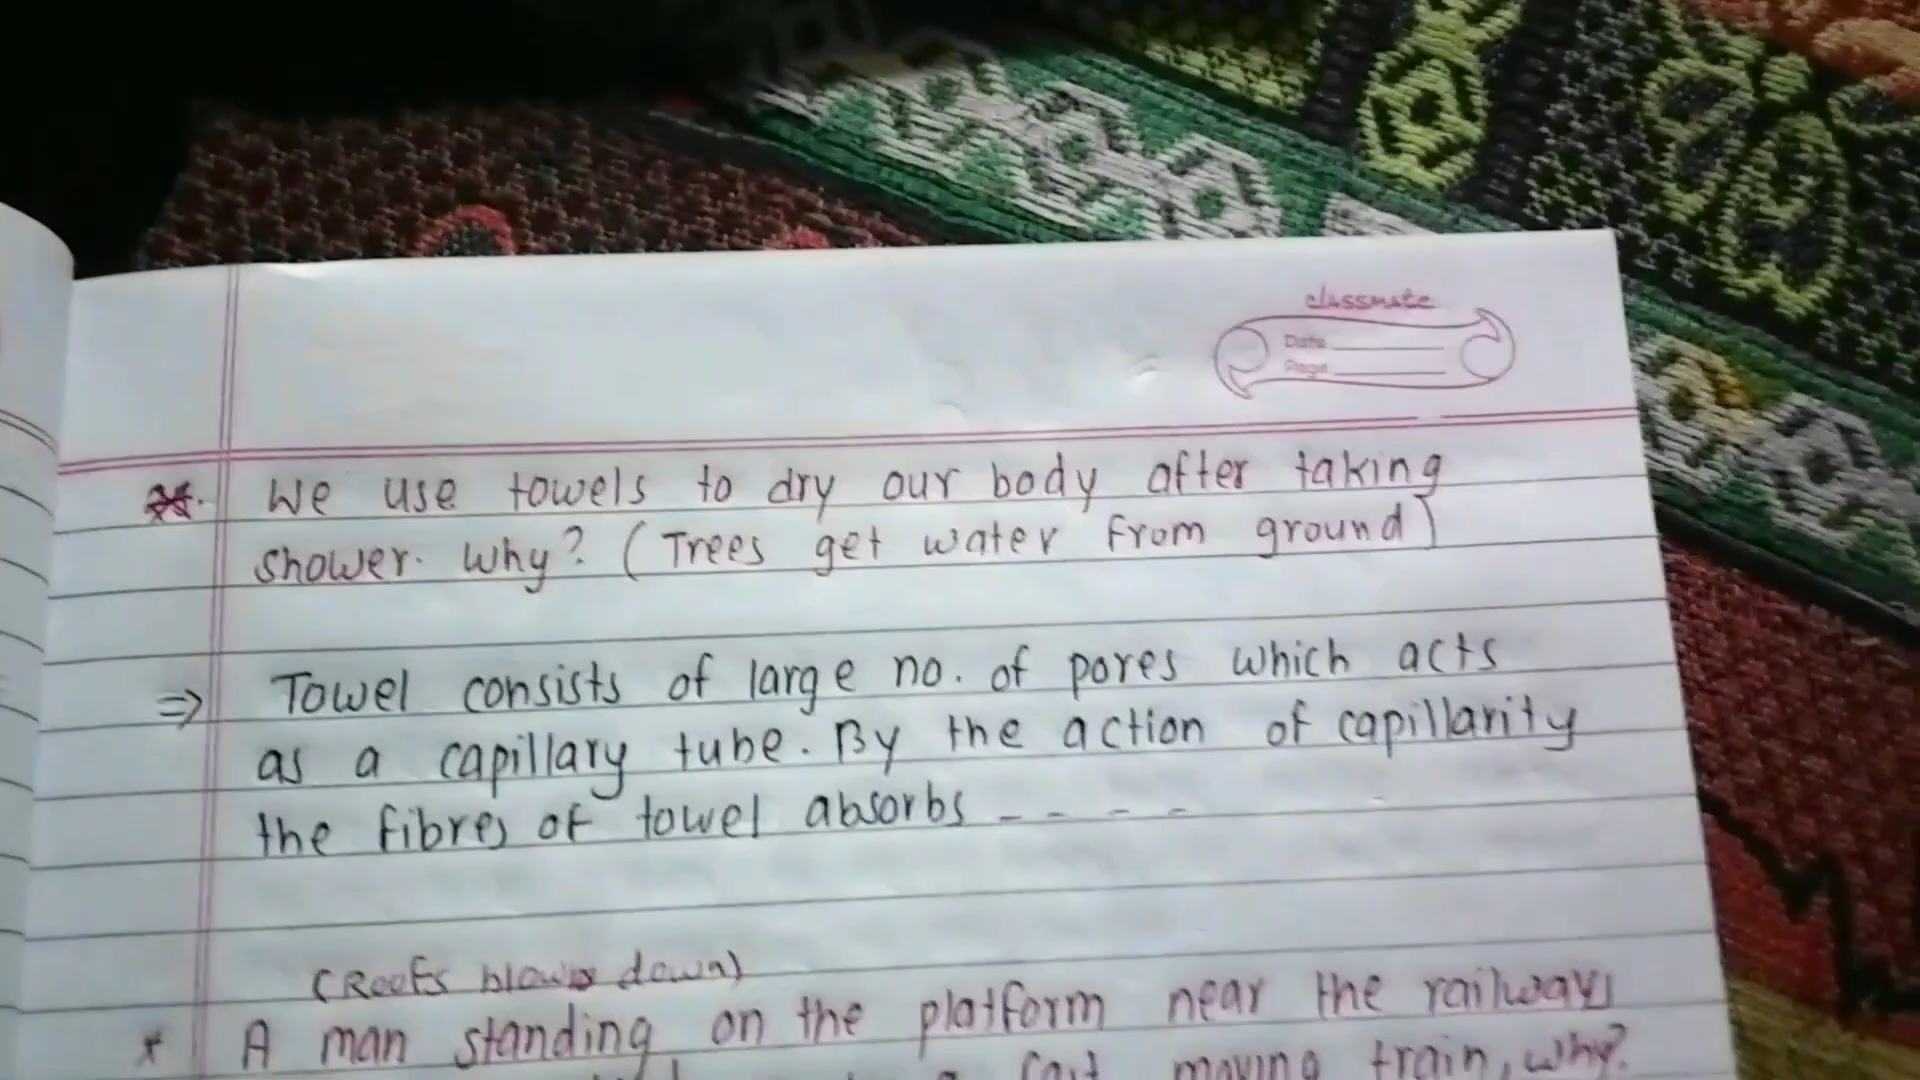 classmate
Date
Page
We use towels to dry our body after taking
shower. Why? (Trees get water from ground)
⇒ Towel consists of large no. of pores which acts
as a capillary tube. By the action of capillarity
the fibres of towel absorbs - - - -
(Roofs blows down)
* A man standing on the platform near the railways
a fast moving train, why?